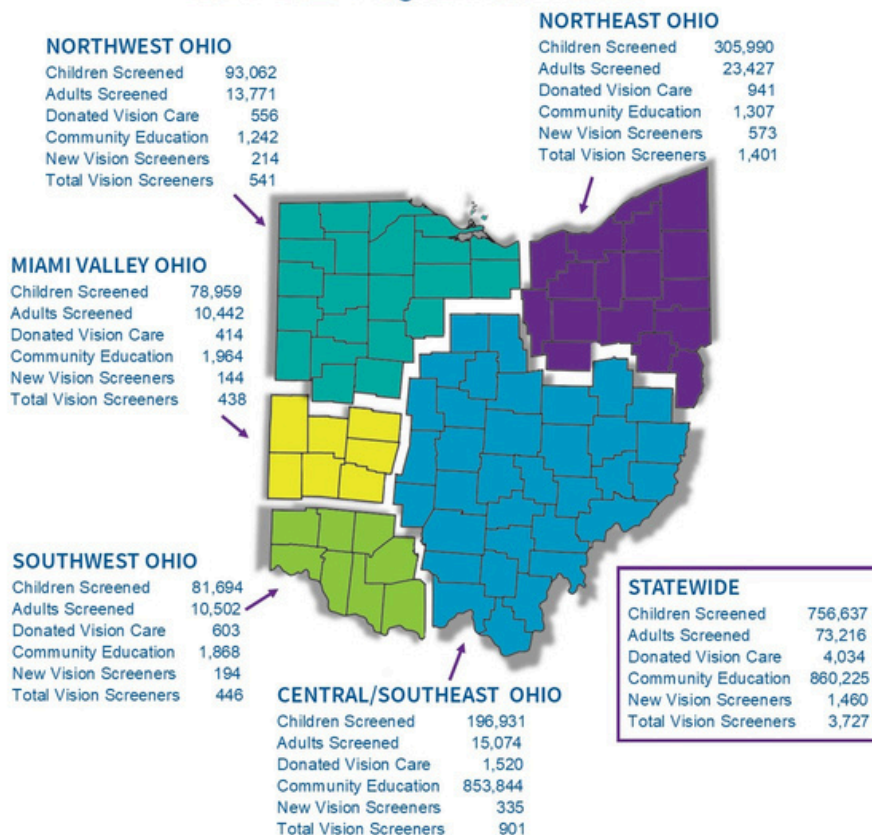 NORTHWEST OHIO
Children Screened 93,062
Adults Screened 13,771
Donated Vision Care 556
Community Education 1,242
New Vision Screeners 214
Total Vision Screeners 541
NORTHEAST OHIO
Children Screened 305,990
Adults Screened 23,427
Donated Vision Care 941
Community Education 1,307
New Vision Screeners 573
Total Vision Screeners 1,401
MIAMI VALLEY OHIO
Children Screened 78,959
Adults Screened 10,442
Donated Vision Care 414
Community Education 1,964
New Vision Screeners 144
Total Vision Screeners 438
SOUTHWEST OHIO
Children Screened 81,694
Adults Screened 10,502
Donated Vision Care 603
Community Education 1,868
New Vision Screeners 194
Total Vision Screeners 446
CENTRAL/SOUTHEAST OHIO
Children Screened 196,931
Adults Screened 15,074
Donated Vision Care 1,520
Community Education 853,844
New Vision Screeners 335
Total Vision Screeners 901
STATEWIDE
Children Screened 756,637
Adults Screened 73,216
Donated Vision Care 4,034
Community Education 860,225
New Vision Screeners 1,460
Total Vision Screeners 3,727